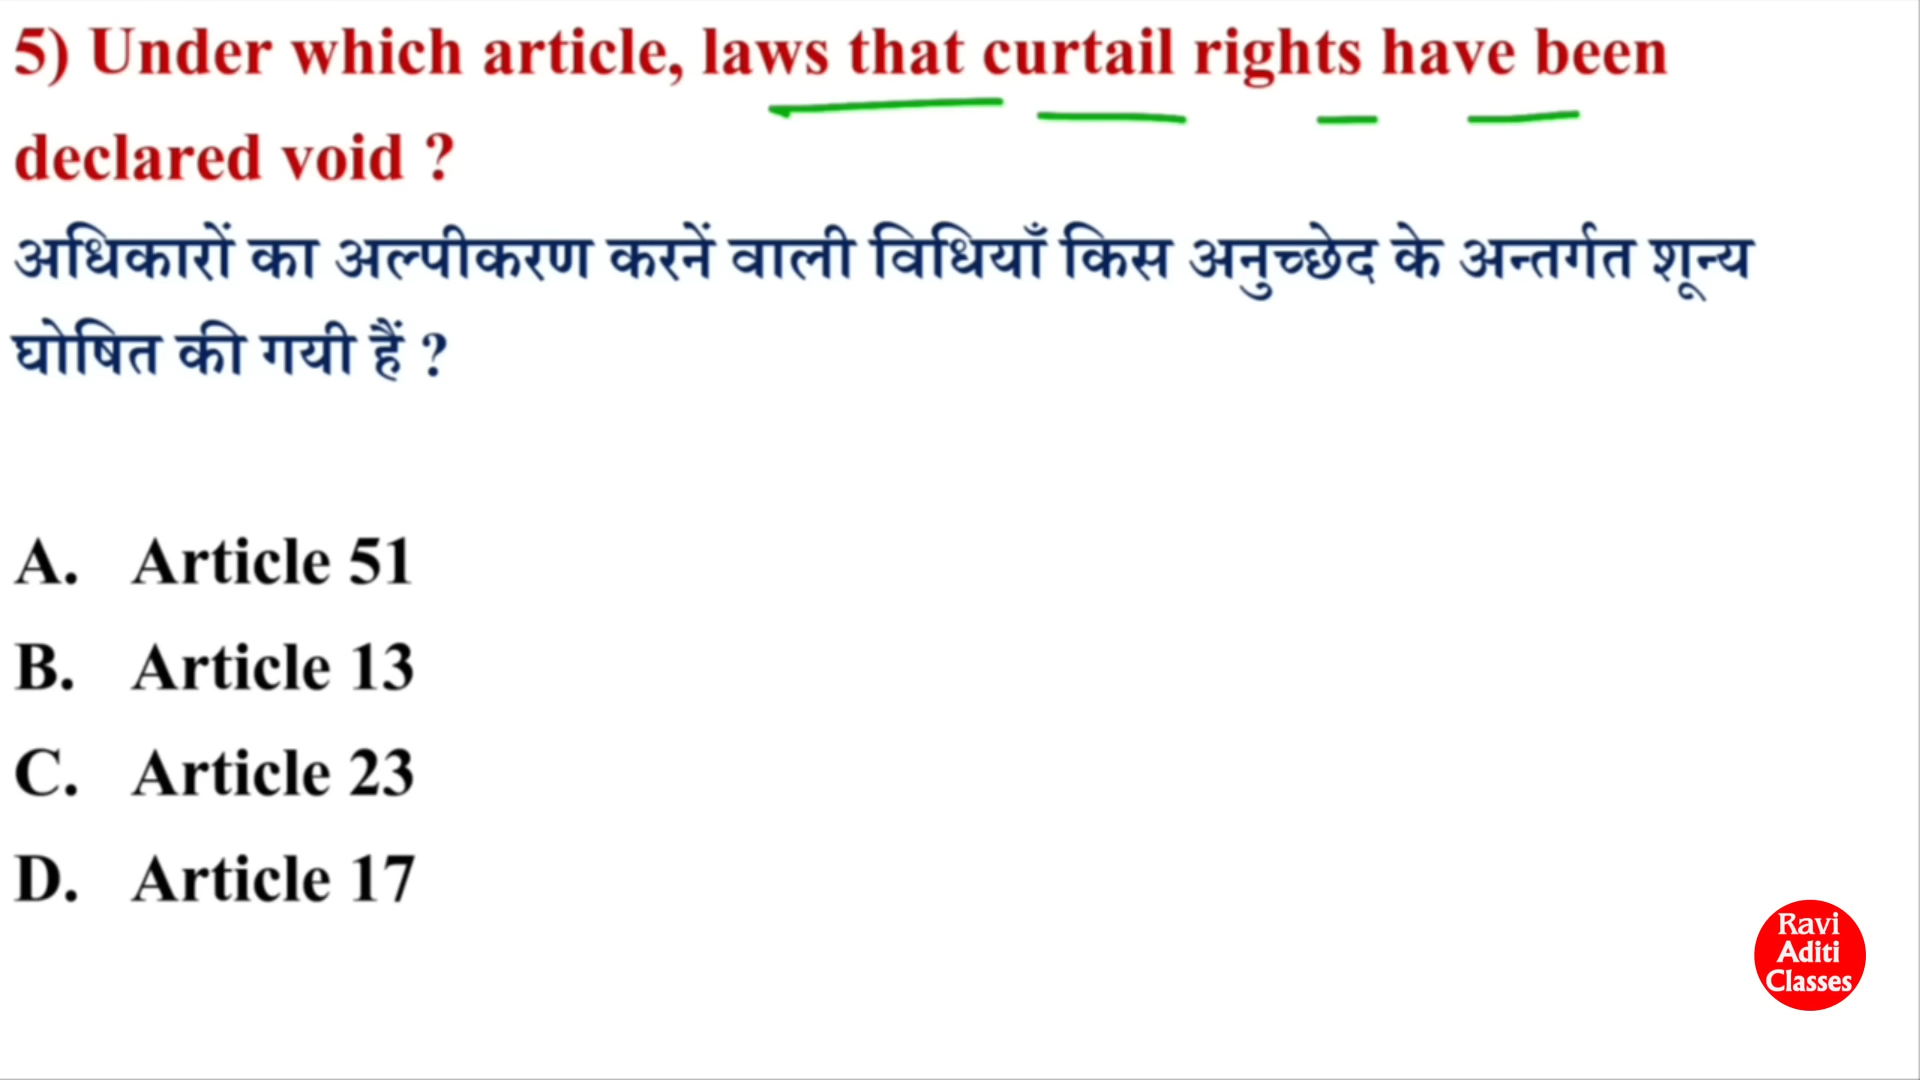 5) Under which article, laws that curtail rights have been
declared void ?
अधिकारों का अल्पीकरण करनें वाली विधियाँ किस अनुच्छेद के अन्तर्गत शून्य
घोषित की गयी हैं ?
A. Article 51
B. Article 13
C. Article 23
D. Article 17
Ravi
Aditi
Classes